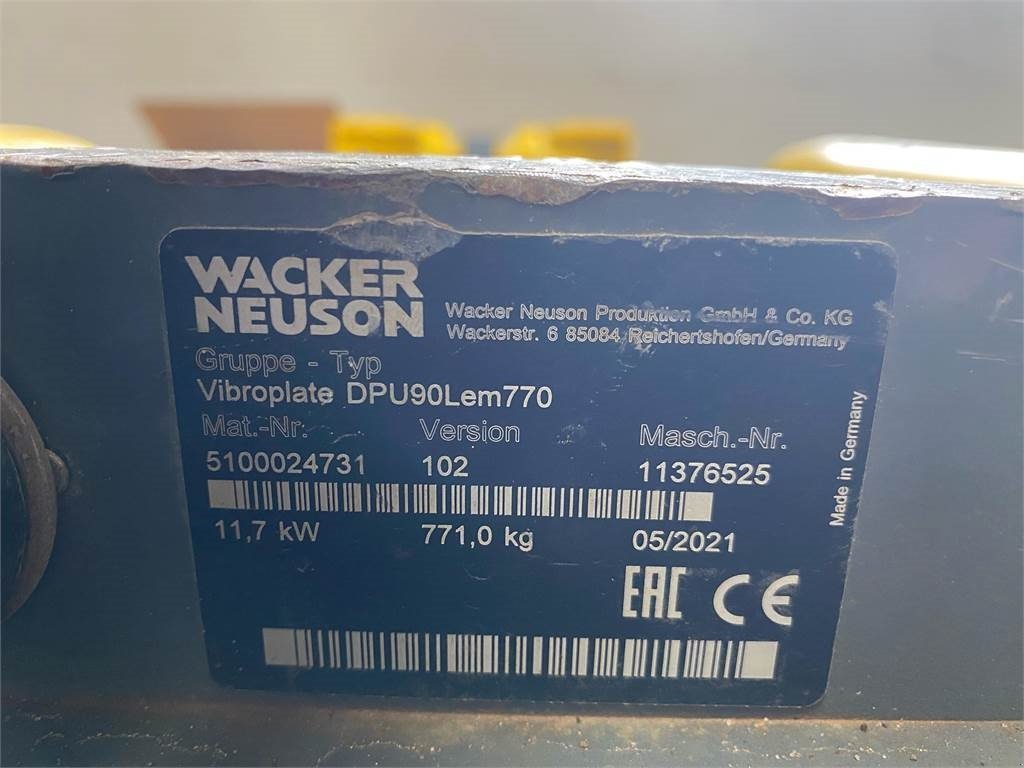 WACKER
NEUSON
Wacker Neuson Produktion GmbH & Co. KG
Wackerstr. 6 85084 Reichertshofen/Germany
Gruppe - Typ
Vibroplate DPU90Lem770
Mat.-Nr. Version Masch.-Nr.
5100024731 102 11376525
11,7 kW 771,0 kg 05/2021
EAC CE
Made in Germany